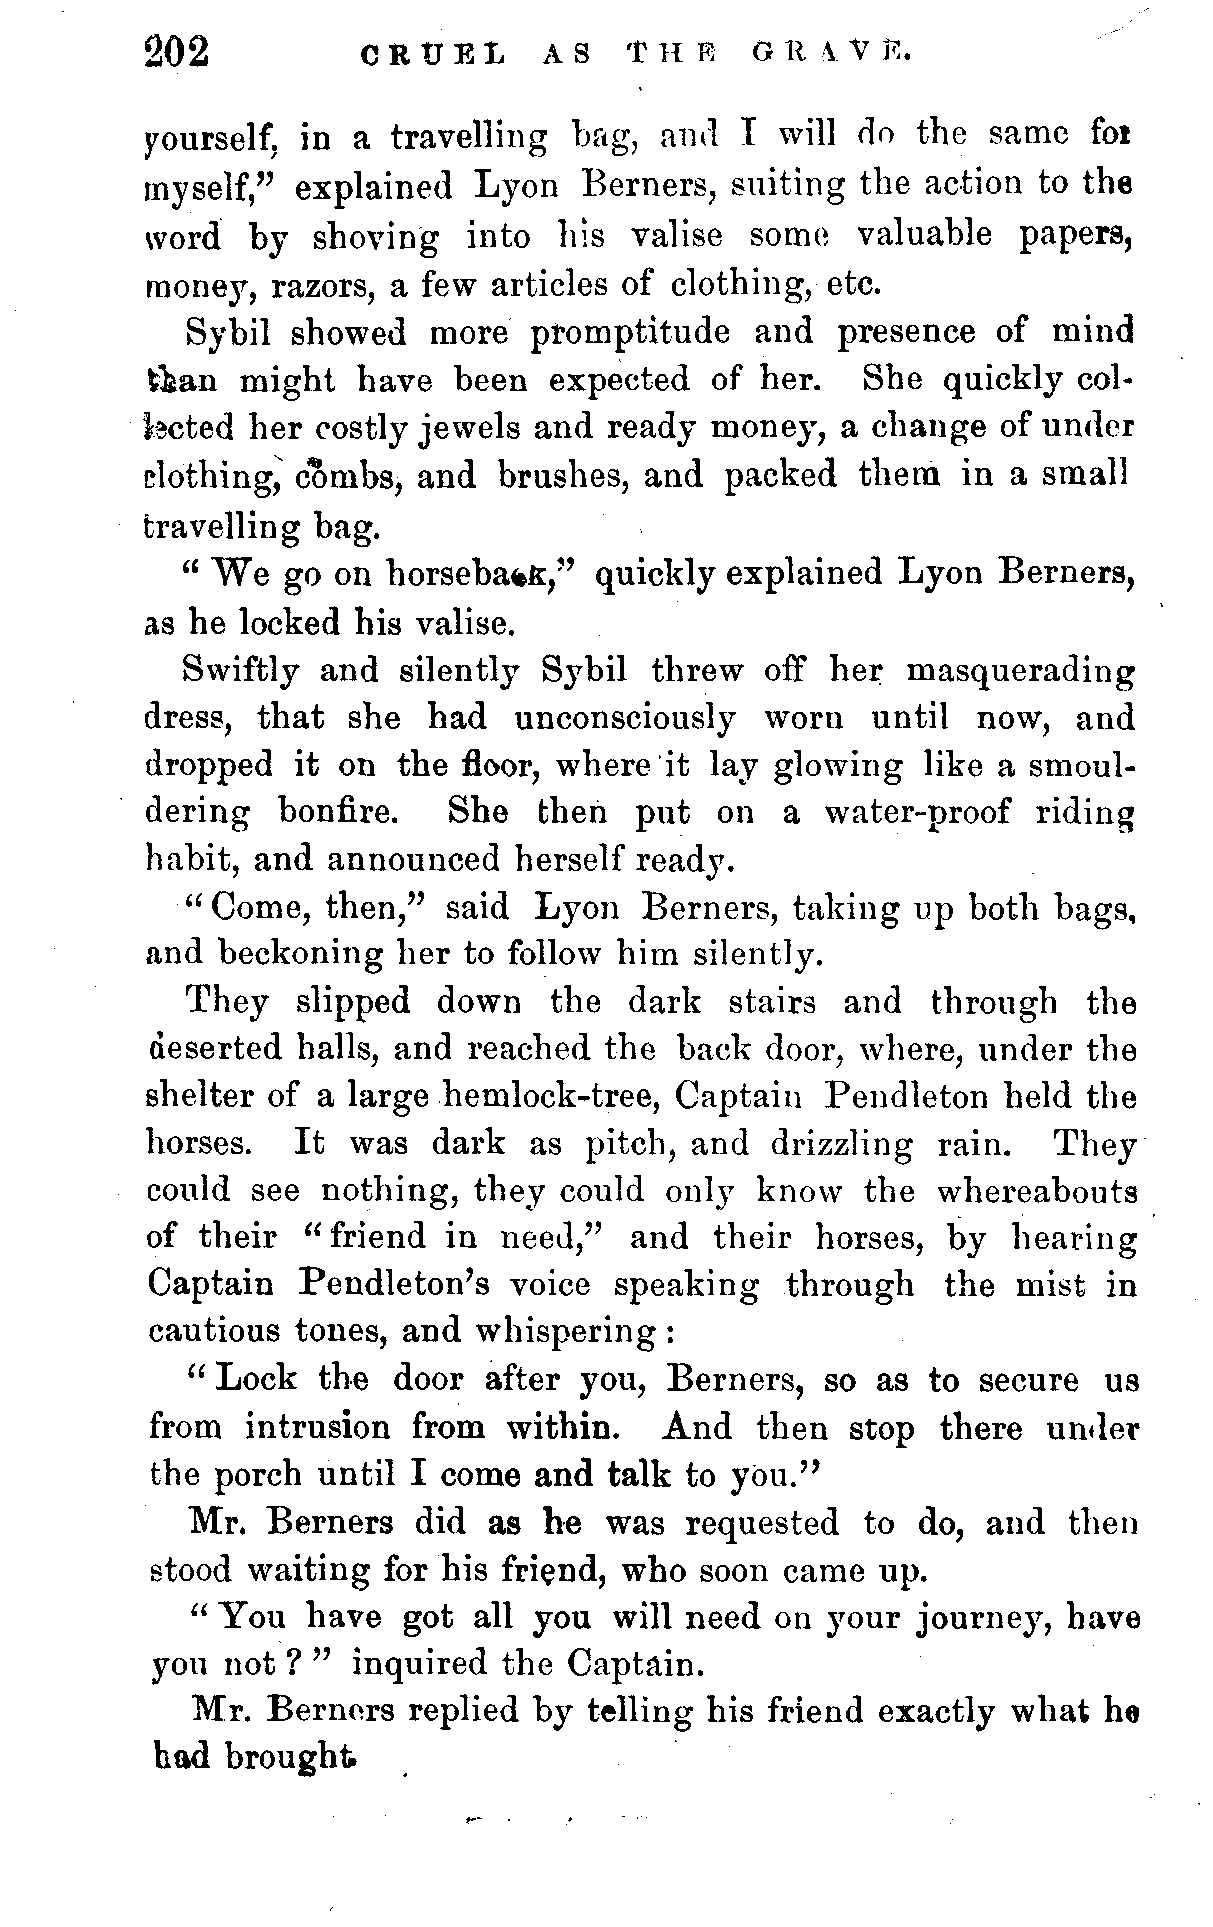 202 CRUEL AS THE GRAVE.
yourself, in a travelling bag, and I will do the same for
myself,” explained Lyon Berners, suiting the action to the
word by shoving into his valise some valuable papers,
money, razors, a few articles of clothing, etc.
Sybil showed more promptitude and presence of mind
than might have been expected of her. She quickly col-
lected her costly jewels and ready money, a change of under
clothing, combs, and brushes, and packed them in a small
travelling bag.
“We go on horseback,” quickly explained Lyon Berners,
as he locked his valise.
Swiftly and silently Sybil threw off her masquerading
dress, that she had unconsciously worn until now, and
dropped it on the floor, where it lay glowing like a smoul-
dering bonfire. She then put on a water-proof riding
habit, and announced herself ready.
“Come, then,” said Lyon Berners, taking up both bags,
and beckoning her to follow him silently.
They slipped down the dark stairs and through the
deserted halls, and reached the back door, where, under the
shelter of a large hemlock-tree, Captain Pendleton held the
horses. It was dark as pitch, and drizzling rain. They
could see nothing, they could only know the whereabouts
of their “friend in need,” and their horses, by hearing
Captain Pendleton’s voice speaking through the mist in
cautious tones, and whispering:
“Lock the door after you, Berners, so as to secure us
from intrusion from within. And then stop there under
the porch until I come and talk to you.”
Mr. Berners did as he was requested to do, and then
stood waiting for his friend, who soon came up.
“You have got all you will need on your journey, have
you not?” inquired the Captain.
Mr. Berners replied by telling his friend exactly what he
had brought.